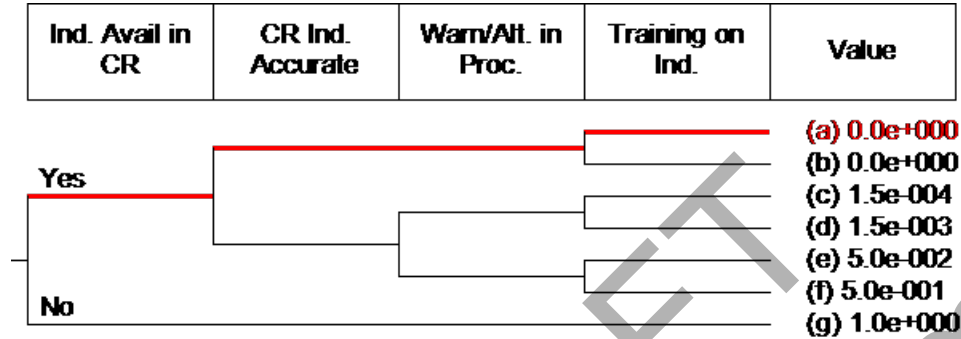 Ind. Avail in
CR
CR Ind.
Accurate
Warn/Alt. in
Proc.
Training on
Ind.
Value
Yes
No
(a) 0.0e+000
(b) 0.0e+000
(c) 1.5e-004
(d) 1.5e-003
(e) 5.0e-002
(f) 5.0e-001
(g) 1.0e+000